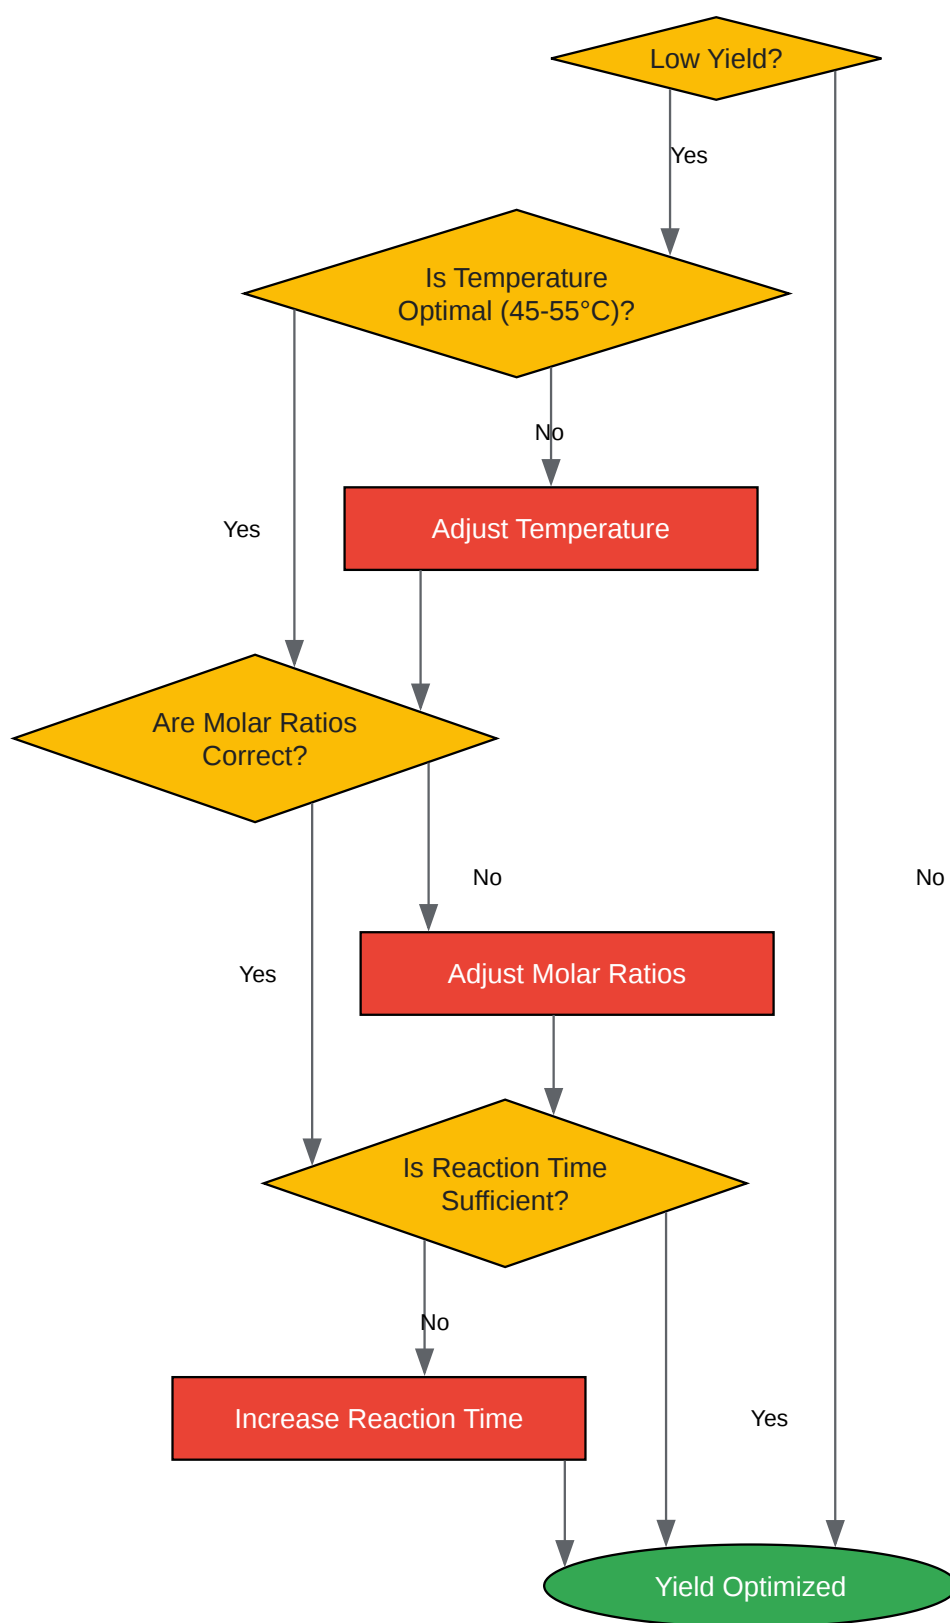 Low Yield?
Yes
Is Temperature
Optimal (45-55°C)?
No
Yes
Adjust Temperature
Are Molar Ratios
Correct?
No
No
Yes
Adjust Molar Ratios
Is Reaction Time
Sufficient?
No
Increase Reaction Time
Yes
Yield Optimized